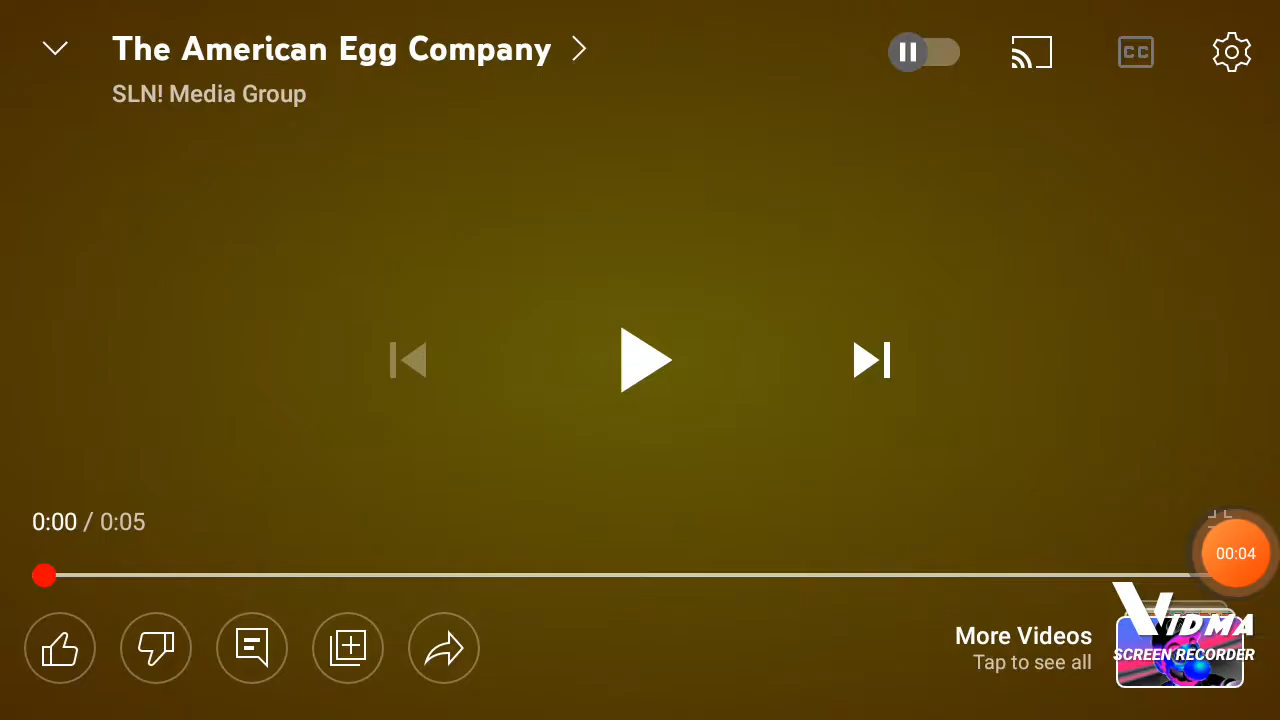 The American Egg Company
SLN! Media Group
CC
0:00 / 0:05
00:04
More Videos
Tap to see all
VIDMA
SCREEN RECORDER